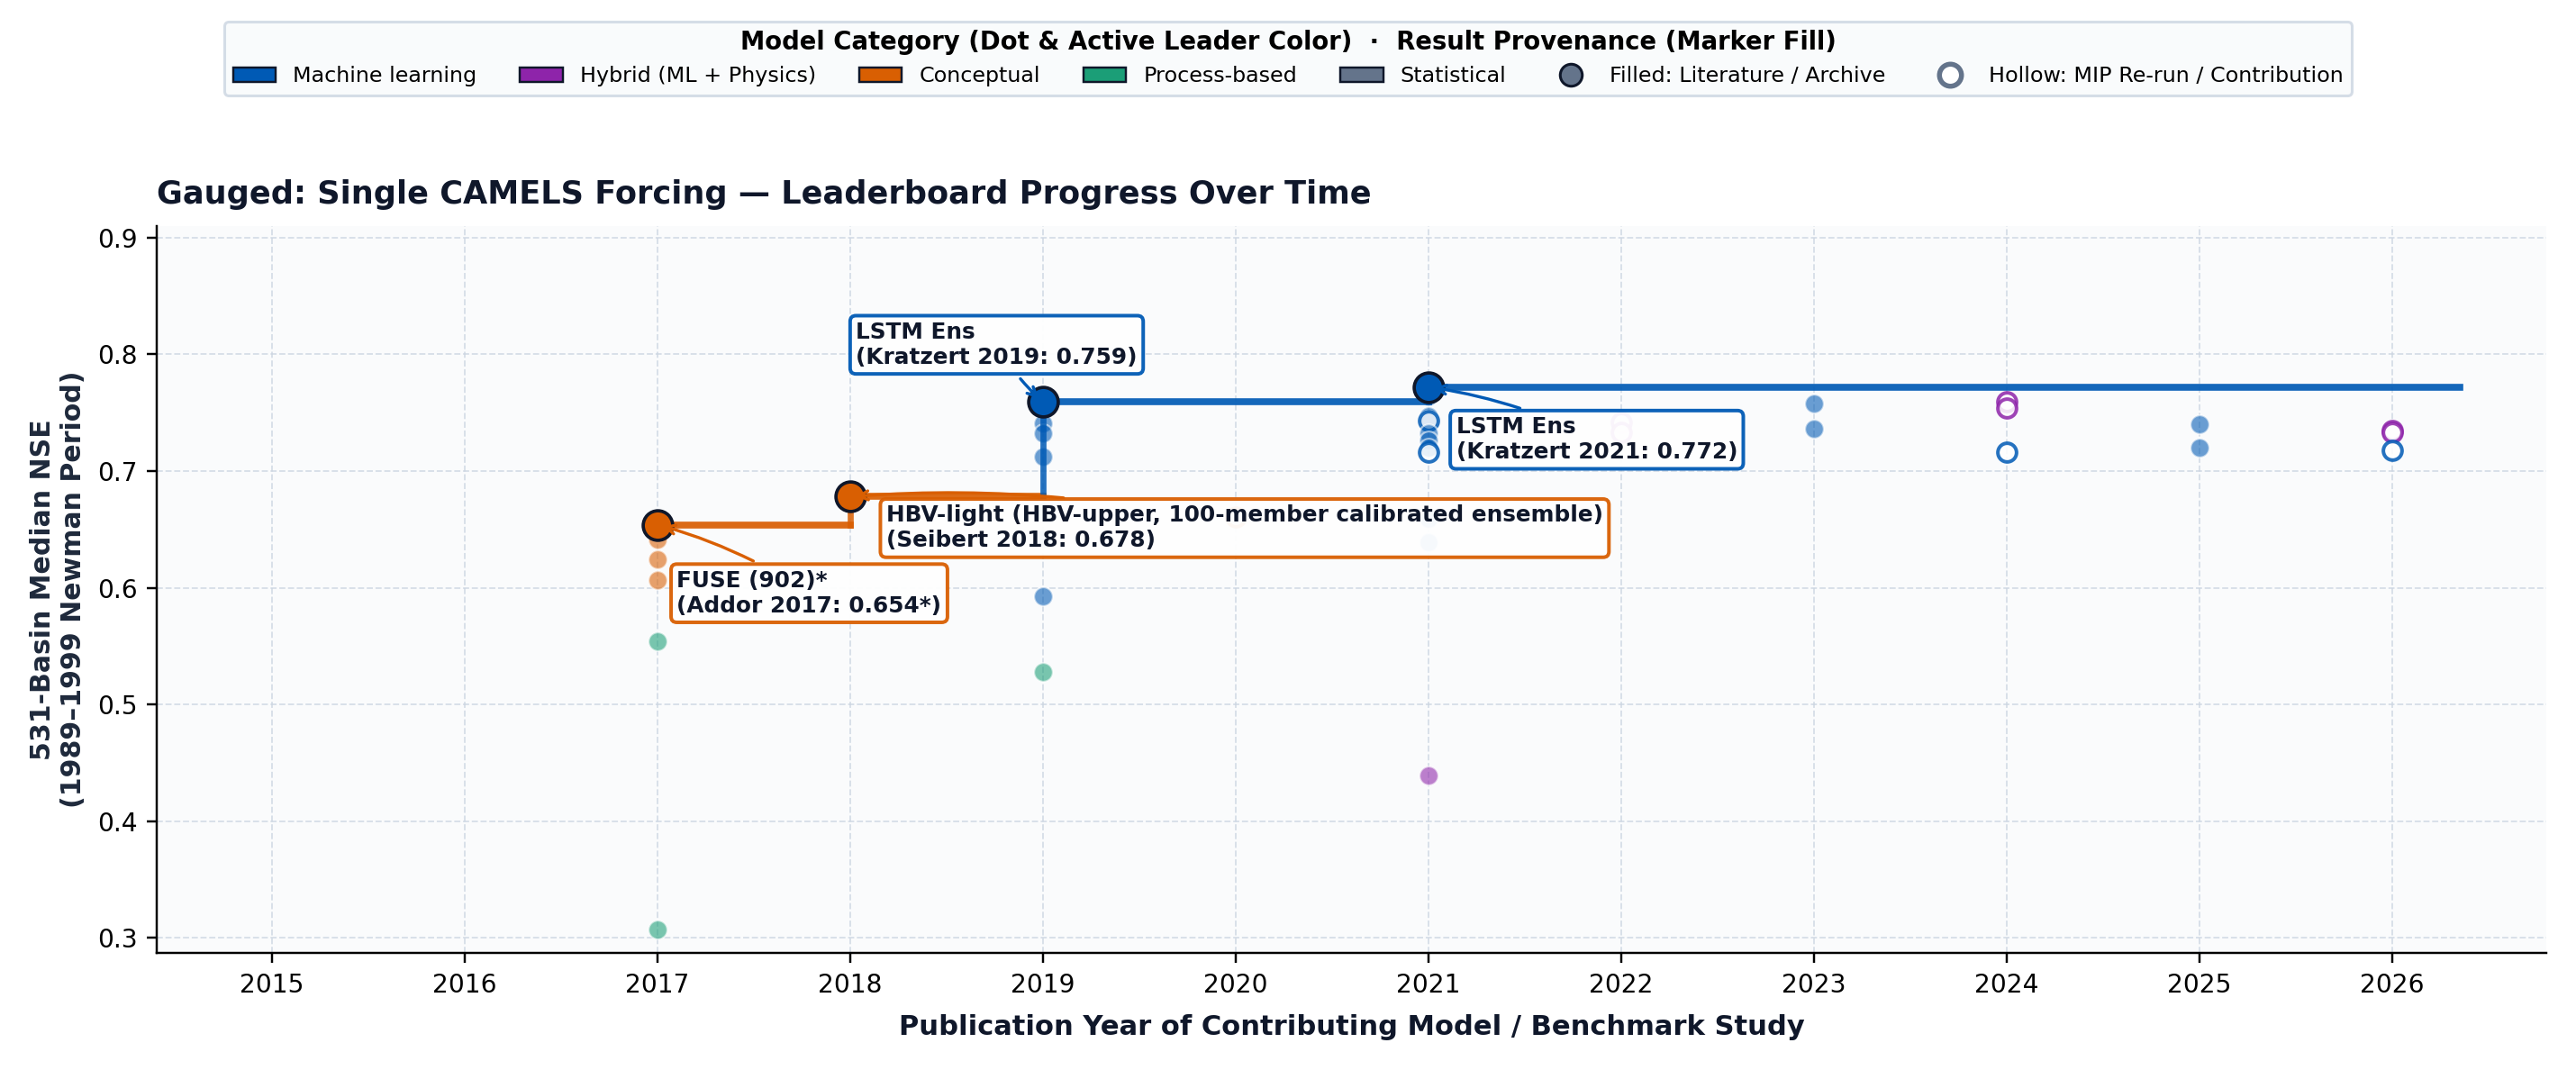 Model Category (Dot & Active Leader Color)  ·  Result Provenance (Marker Fill)
Machine learning
Hybrid (ML + Physics)
Conceptual
Process-based
Statistical
Filled: Literature / Archive
Hollow: MIP Re-run / Contribution
Gauged: Single CAMELS Forcing — Leaderboard Progress Over Time
531-Basin Median NSE
(1989–1999 Newman Period)
0.9
0.8
0.7
0.6
0.5
0.4
0.3
LSTM Ens
(Kratzert 2019: 0.759)
LSTM Ens
(Kratzert 2021: 0.772)
HBV-light (HBV-upper, 100-member calibrated ensemble)
(Seibert 2018: 0.678)
FUSE (902)*
(Addor 2017: 0.654*)
2015
2016
2017
2018
2019
2020
2021
2022
2023
2024
2025
2026
Publication Year of Contributing Model / Benchmark Study